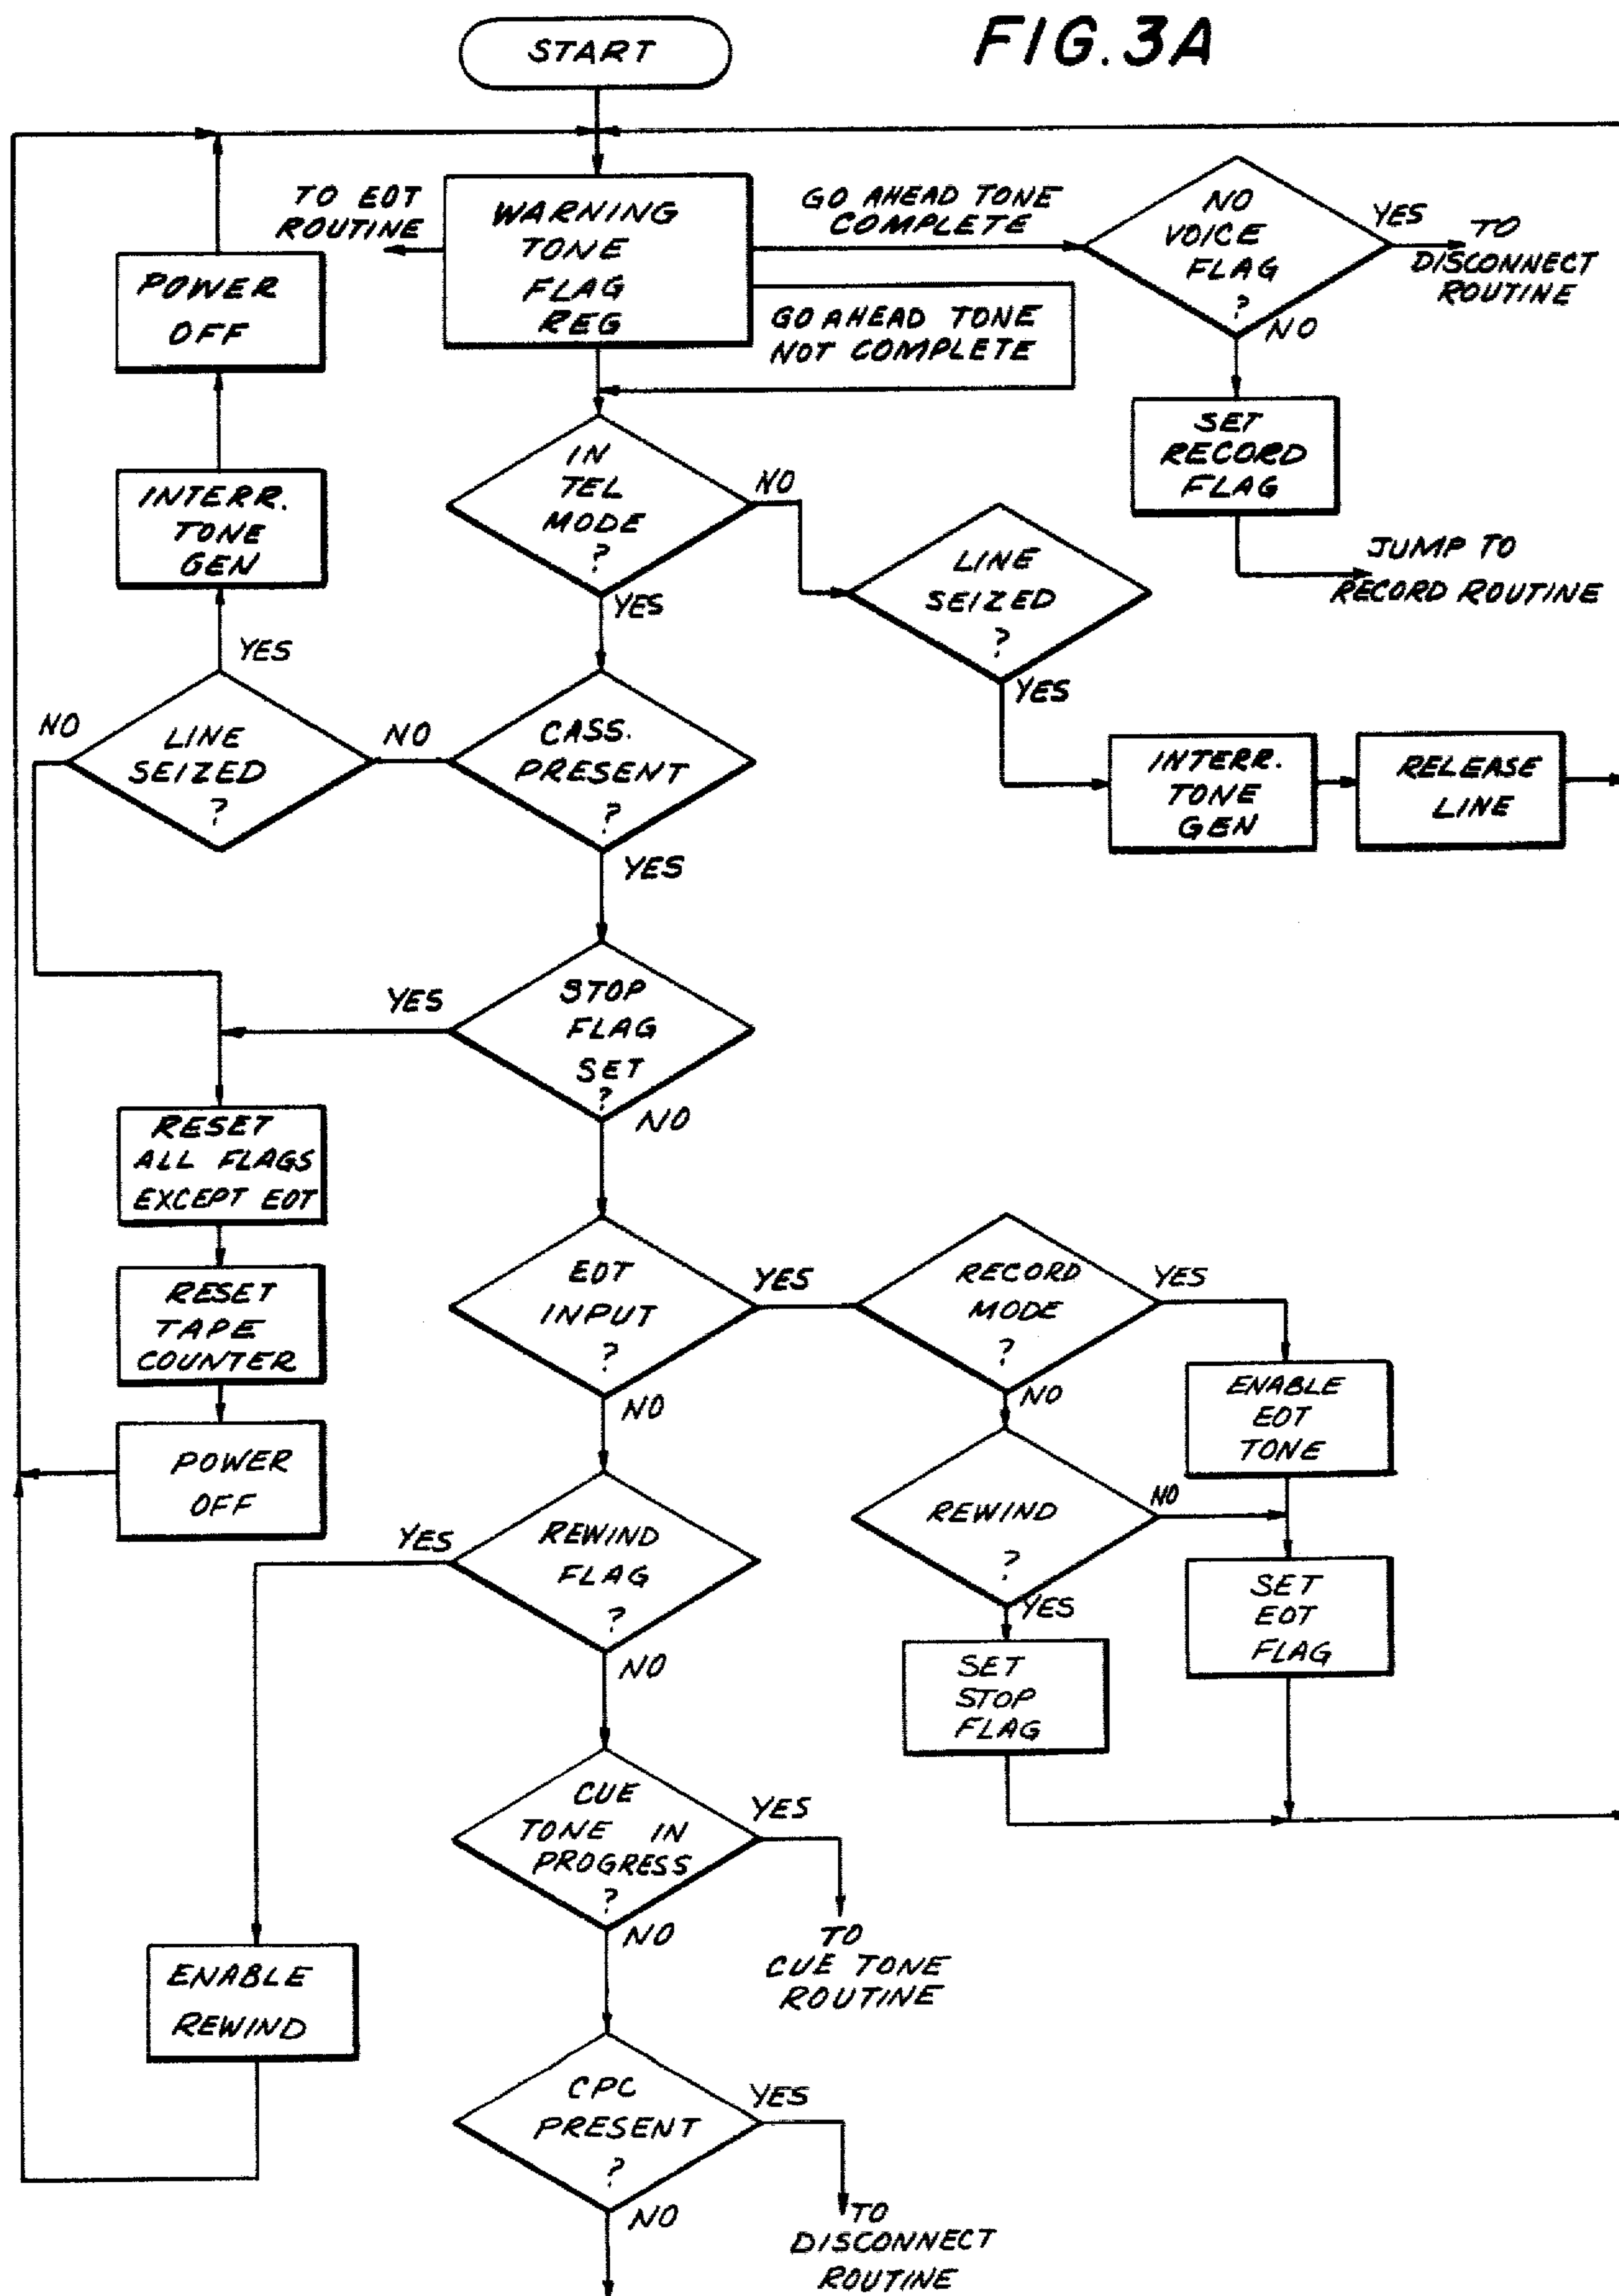 FIG. 3A
START
TO EOT
ROUTINE
WARNING
TONE
FLAG
REG
GO AHEAD TONE
COMPLETE
GO AHEAD TONE
NOT COMPLETE
NO
VOICE
FLAG
?
YES
TO
DISCONNECT
ROUTINE
NO
SET
RECORD
FLAG
JUMP TO
RECORD ROUTINE
POWER
OFF
INTERR.
TONE
GEN
YES
IN
TEL
MODE
?
NO
YES
LINE
SEIZED
?
YES
INTERR.
TONE
GEN
RELEASE
LINE
NO
LINE
SEIZED
?
NO
CASS.
PRESENT
?
YES
YES
STOP
FLAG
SET
?
NO
RESET
ALL FLAGS
EXCEPT EOT
RESET
TAPE
COUNTER
POWER
OFF
EOT
INPUT
?
YES
NO
RECORD
MODE
?
YES
NO
ENABLE
EOT
TONE
REWIND
?
NO
YES
SET
EOT
FLAG
SET
STOP
FLAG
YES
REWIND
FLAG
?
NO
ENABLE
REWIND
CUE
TONE IN
PROGRESS
?
YES
NO
TO
CUE TONE
ROUTINE
CPC
PRESENT
?
YES
NO
TO
DISCONNECT
ROUTINE